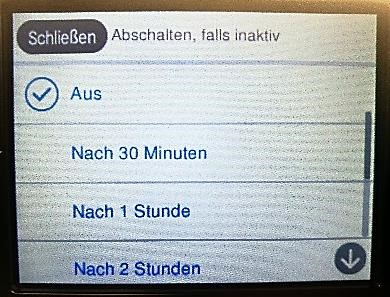 Schließen Abschalten, falls inaktiv
Aus
Nach 30 Minuten
Nach 1 Stunde
Nach 2 Stunden